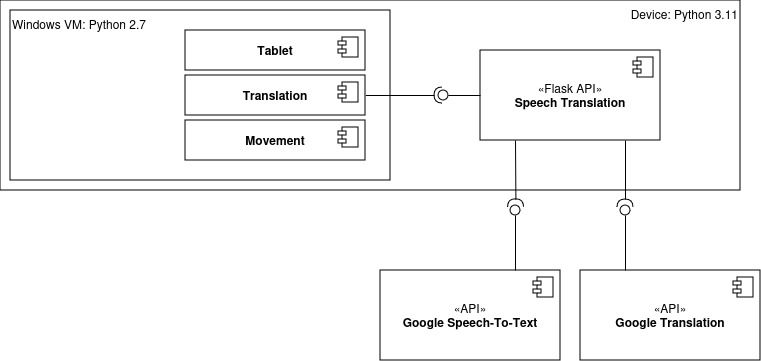 Windows VM: Python 2.7
Device: Python 3.11
Tablet
Translation
Movement
«Flask API»
Speech Translation
«API»
Google Speech-To-Text
«API»
Google Translation